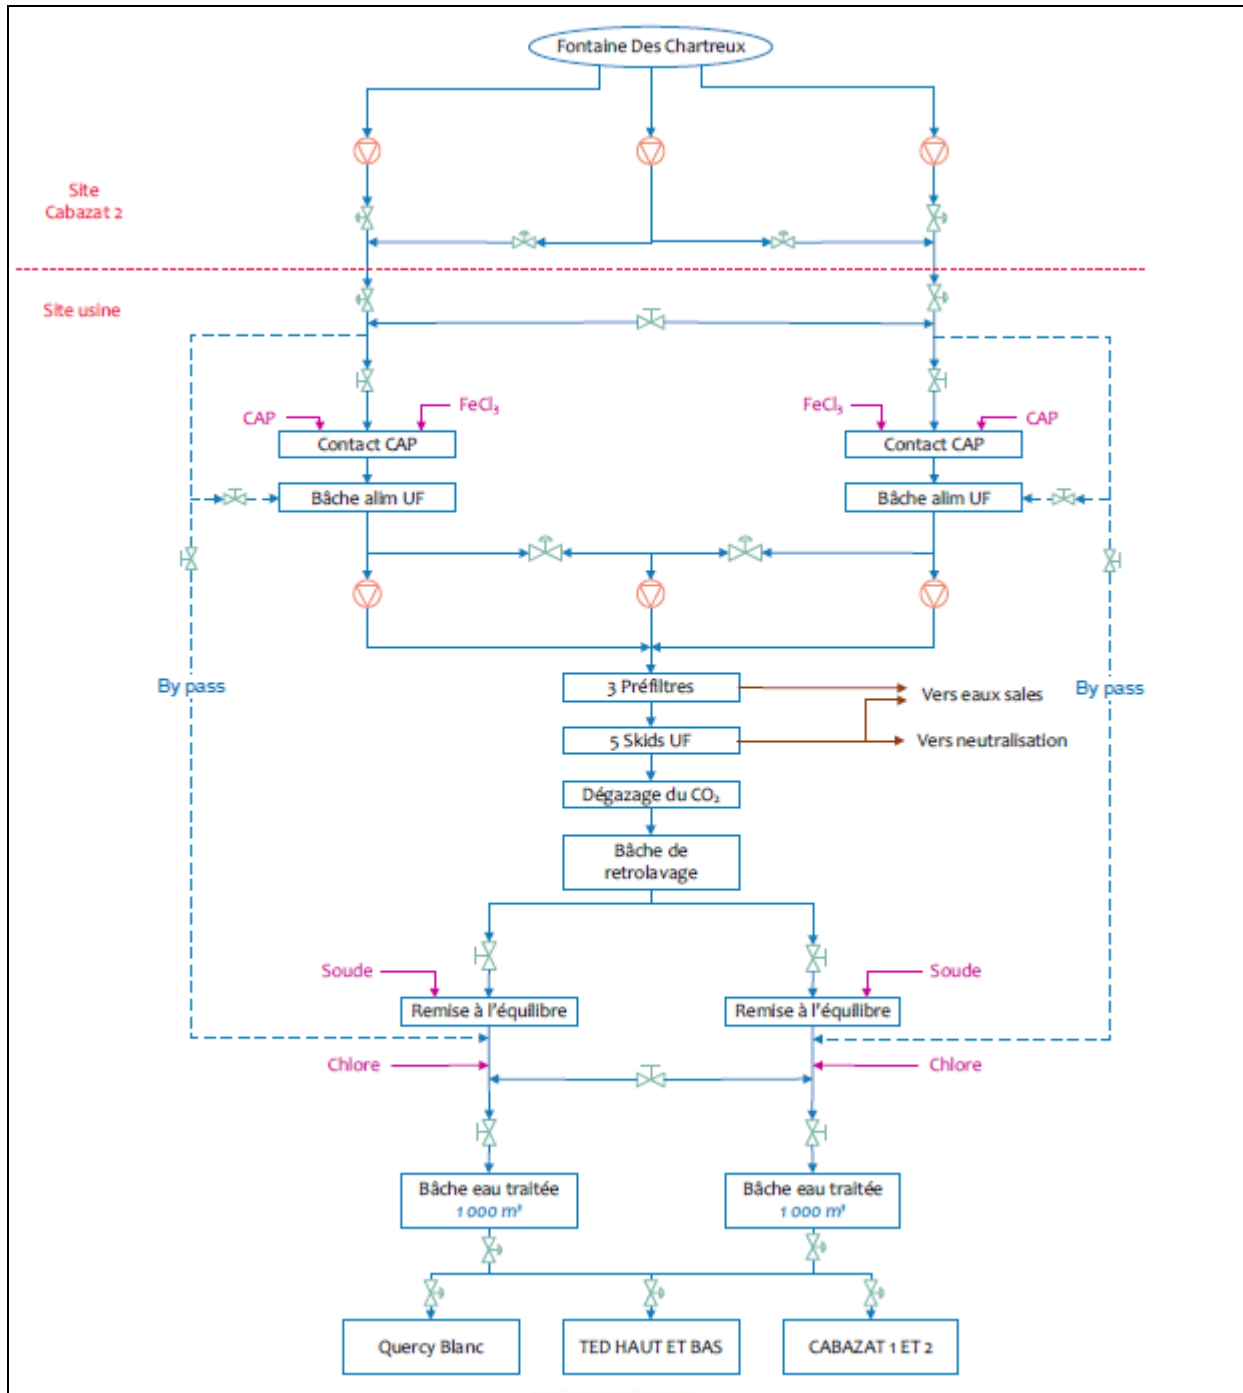 Fontaine Des Chartreux
Site
Cabazat 2
Site usine
CAP
FeCl₃
FeCl₃
CAP
Contact CAP
Contact CAP
Bâche alim UF
Bâche alim UF
By pass
By pass
3 Préfiltres
Vers eaux sales
5 Skids UF
Vers neutralisation
Dégazage du CO₂
Bâche de
retrolavage
Soude
Soude
Remise à l'équilibre
Remise à l'équilibre
Chlore
Chlore
Bâche eau traitée
1 000 m³
Bâche eau traitée
1 000 m³
Quercy Blanc
TED HAUT ET BAS
CABAZAT 1 ET 2